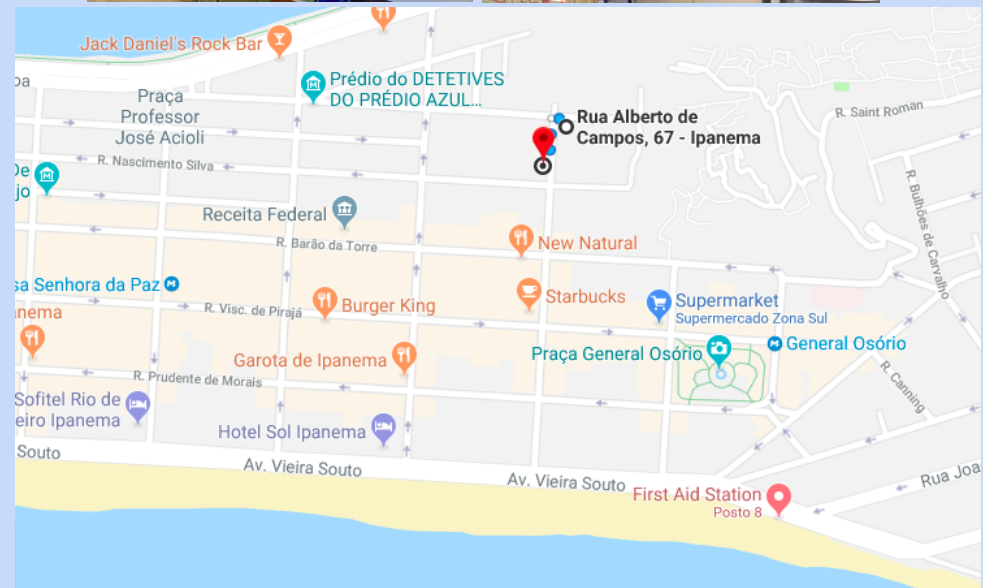 Jack Daniel's Rock Bar
Prédio do DETETIVES
DO PRÉDIO AZUL...
Praça
Professor
José Acioli
Rua Alberto de
Campos, 67 - Ipanema
R. Saint Roman
R. Nascimento Silva
De
jo
Receita Federal
R. Bulhões de Carvalho
R. Barão da Torre
New Natural
sa Senhora da Paz
Starbucks
Supermarket
Supermercado Zona Sul
anema
Burger King
R. Visc. de Pirajá
Praça General Osório
General Osório
Garota de Ipanema
R. Prudente de Morais
R. Canning
Sofitel Rio de
eiro Ipanema
Hotel Sol Ipanema
Souto
Av. Vieira Souto
Av. Vieira Souto
Rua Joa
First Aid Station
Posto 8